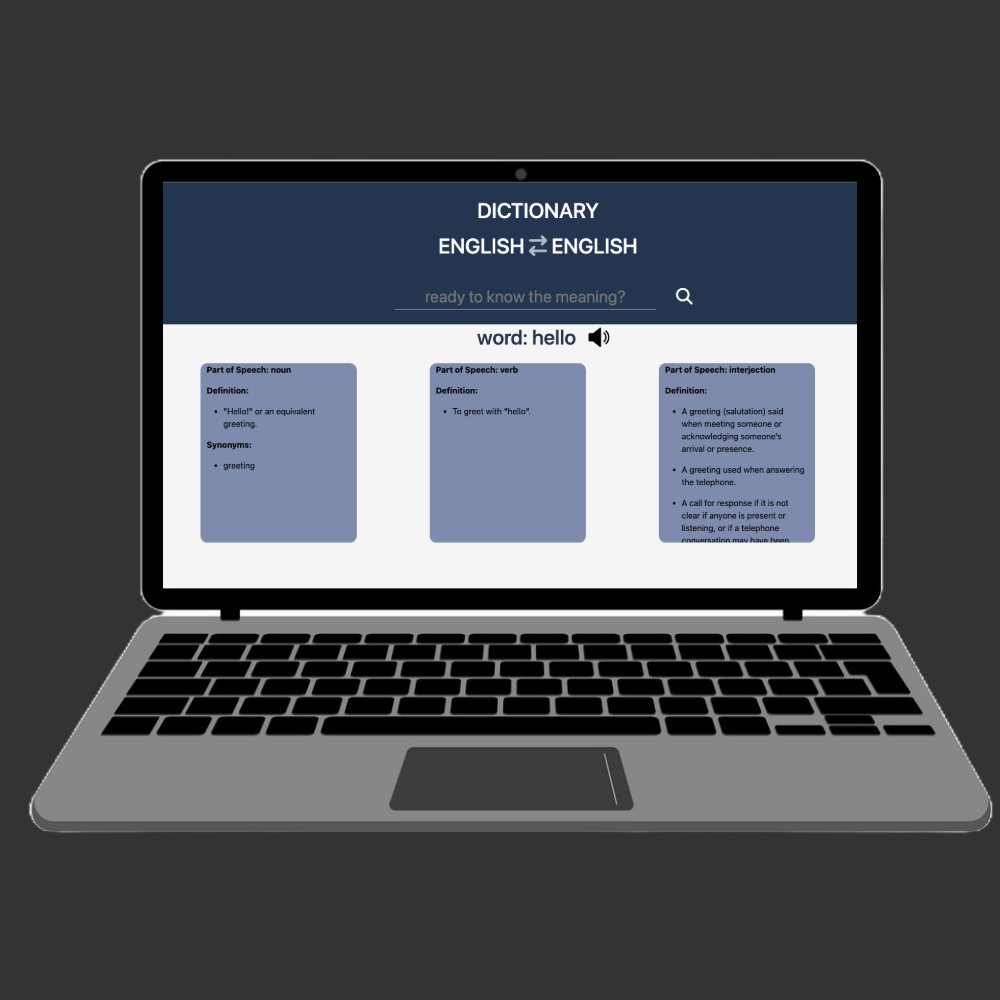 DICTIONARY
ENGLISH ENGLISH
ready to know the meaning?
word: hello
Part of Speech: noun
Definition:
"Hello!" or an equivalent
greeting.
Synonyms:
greeting
Part of Speech: verb
Definition:
To greet with "hello".
Part of Speech: interjection
Definition:
A greeting (salutation) said
when meeting someone or
acknowledging someone's
arrival or presence.
A greeting used when answering
the telephone.
A call for response if it is not
clear if anyone is present or
listening, or if a telephone
conversation may have been